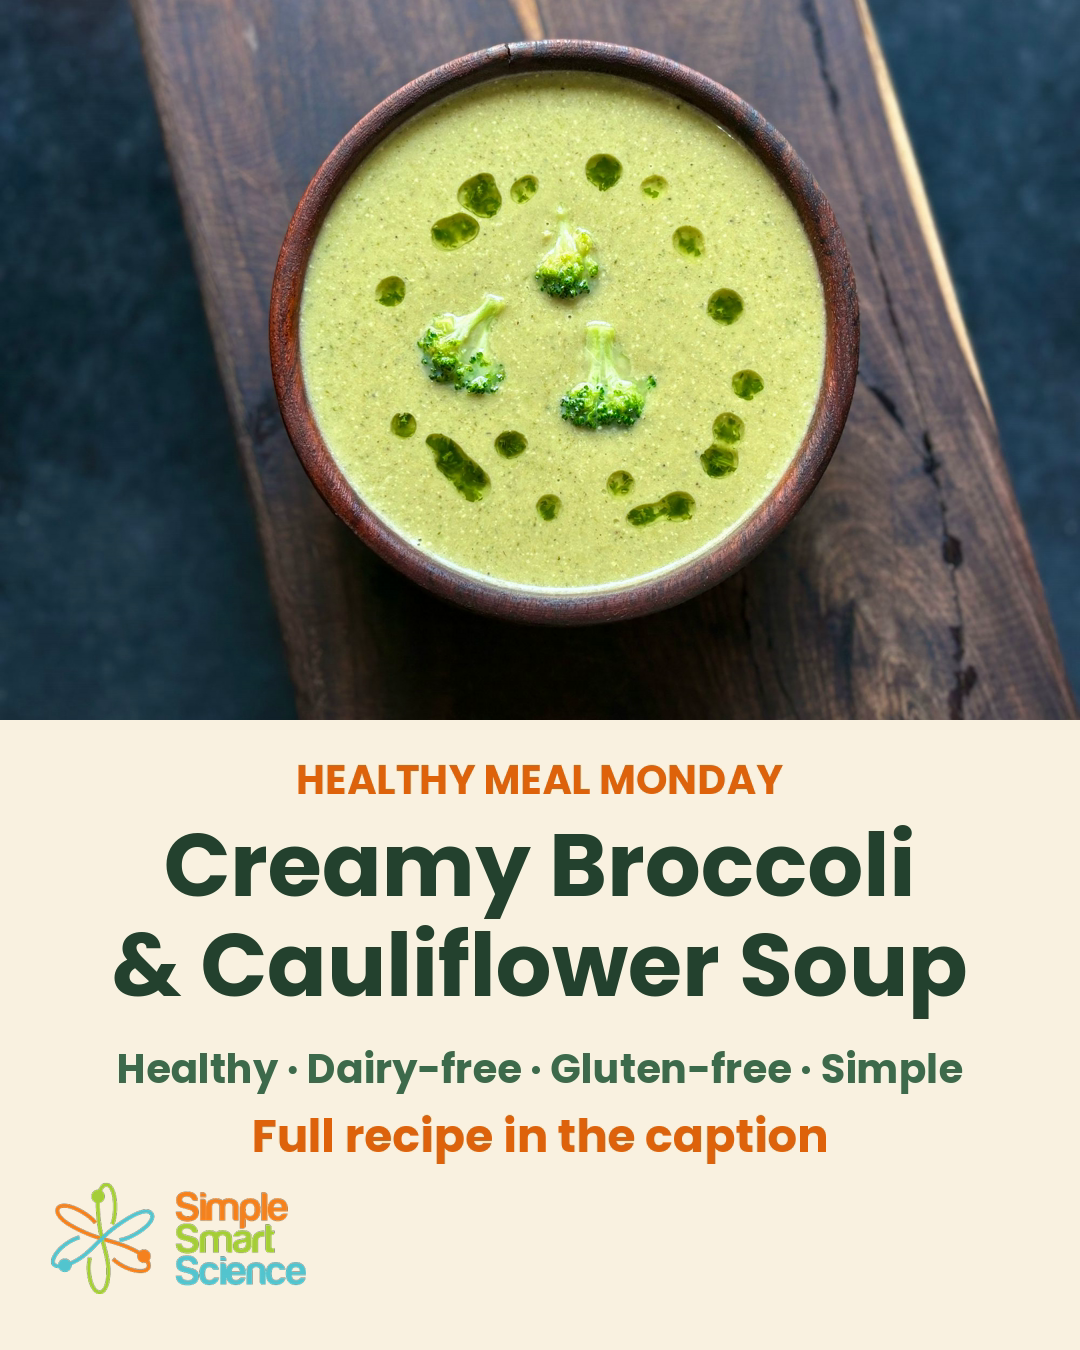 HEALTHY MEAL MONDAY
Creamy Broccoli
& Cauliflower Soup
Healthy · Dairy-free · Gluten-free · Simple
Full recipe in the caption
Simple
Smart
Science